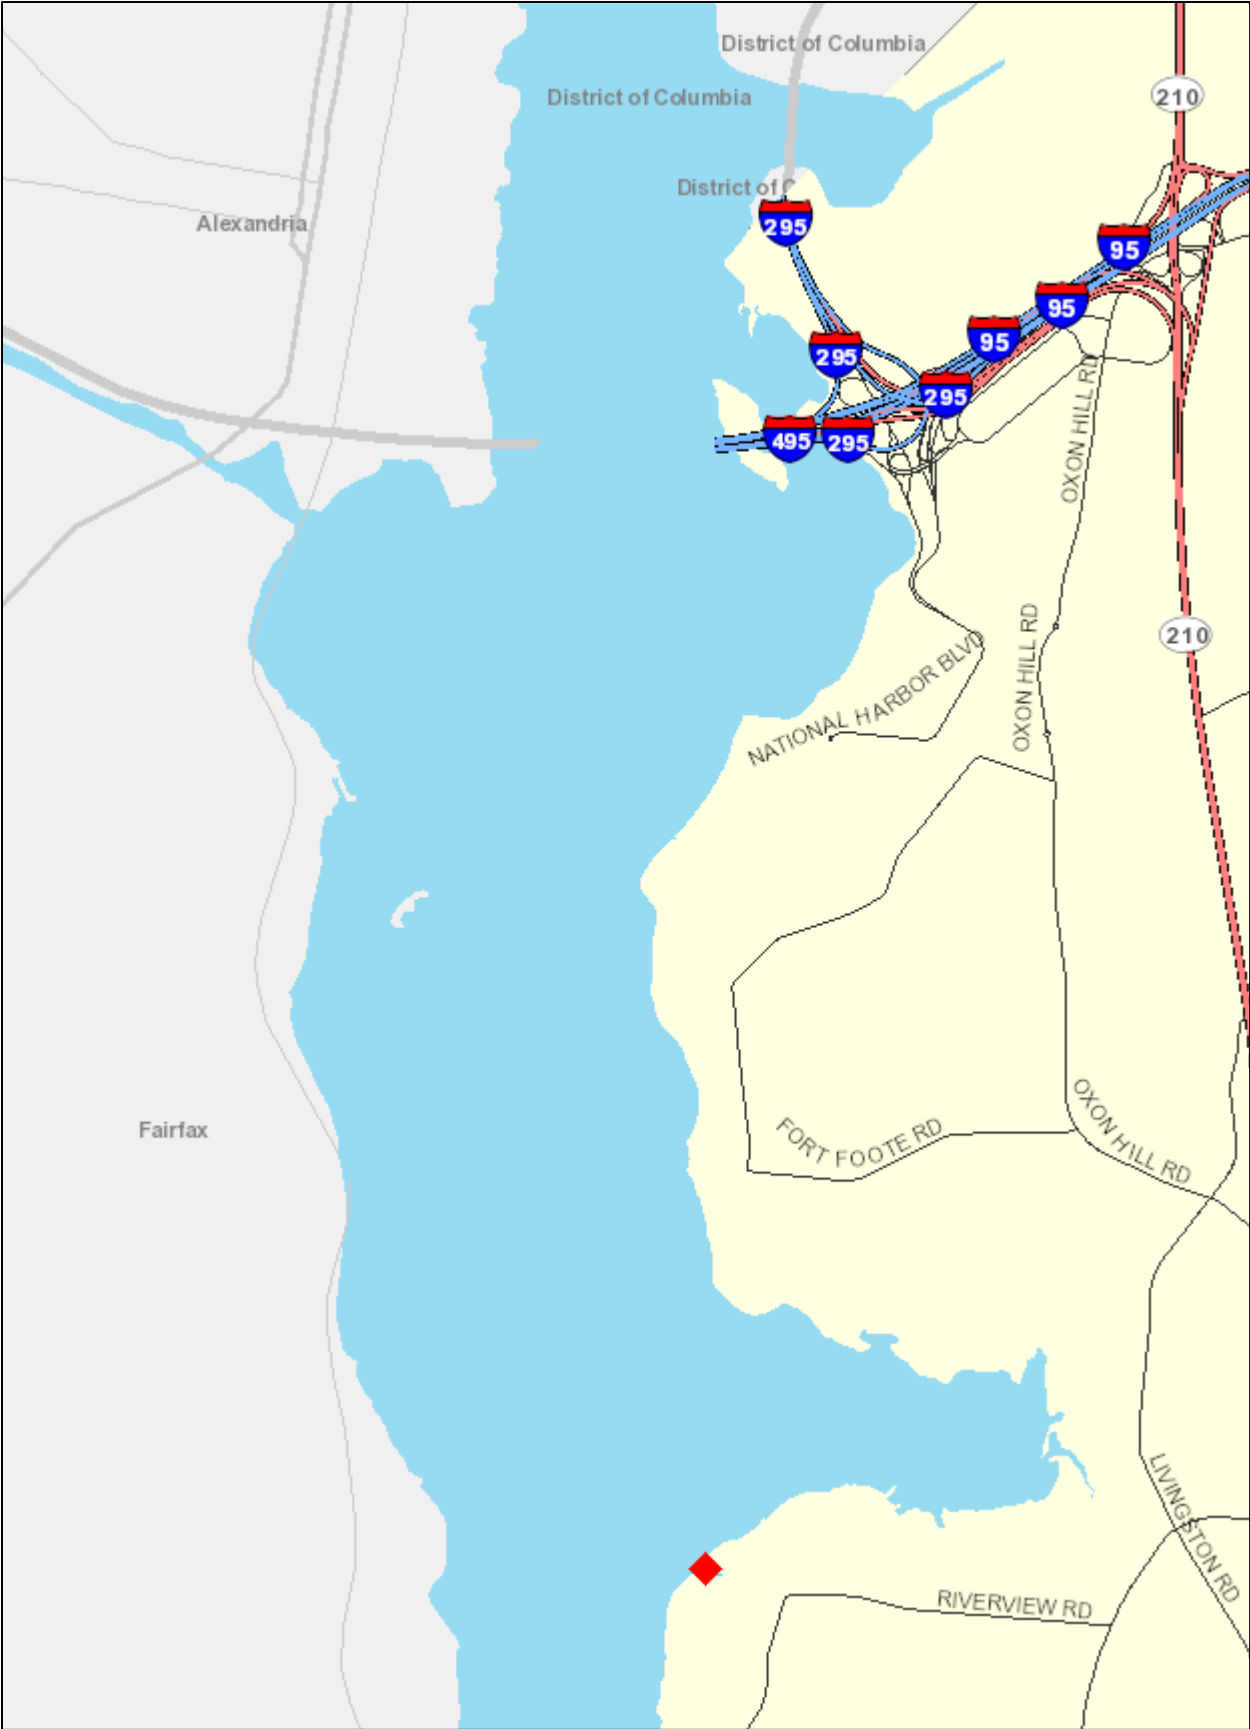 District of Columbia
District of Columbia
210
District of C
Alexandria
295
95
95
95
295
295
495
295
OXON HILL RD
OXON HILL RD
210
NATIONAL HARBOR BLVD
FORT FOOTE RD
OXON HILL RD
Fairfax
LIVINGSTON RD
RIVERVIEW RD